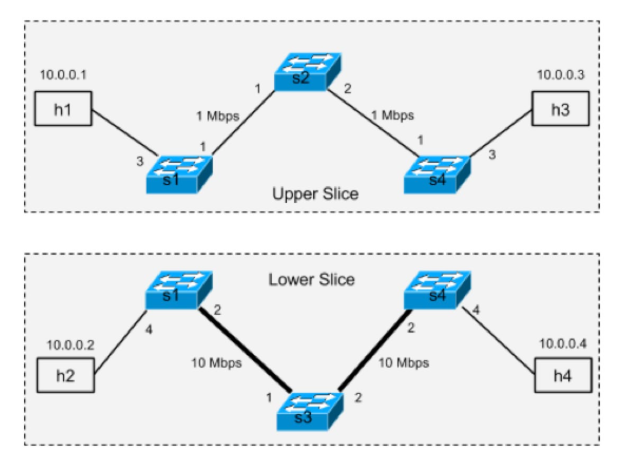 s2
10.0.0.1
10.0.0.3
1
2
h1
h3
1 Mbps
1 Mbps
1
1
3
3
s1
s4
Upper Slice
Lower Slice
s1
s4
2
4
4
2
10.0.0.2
10.0.0.4
10 Mbps
10 Mbps
h2
h4
1
2
s3